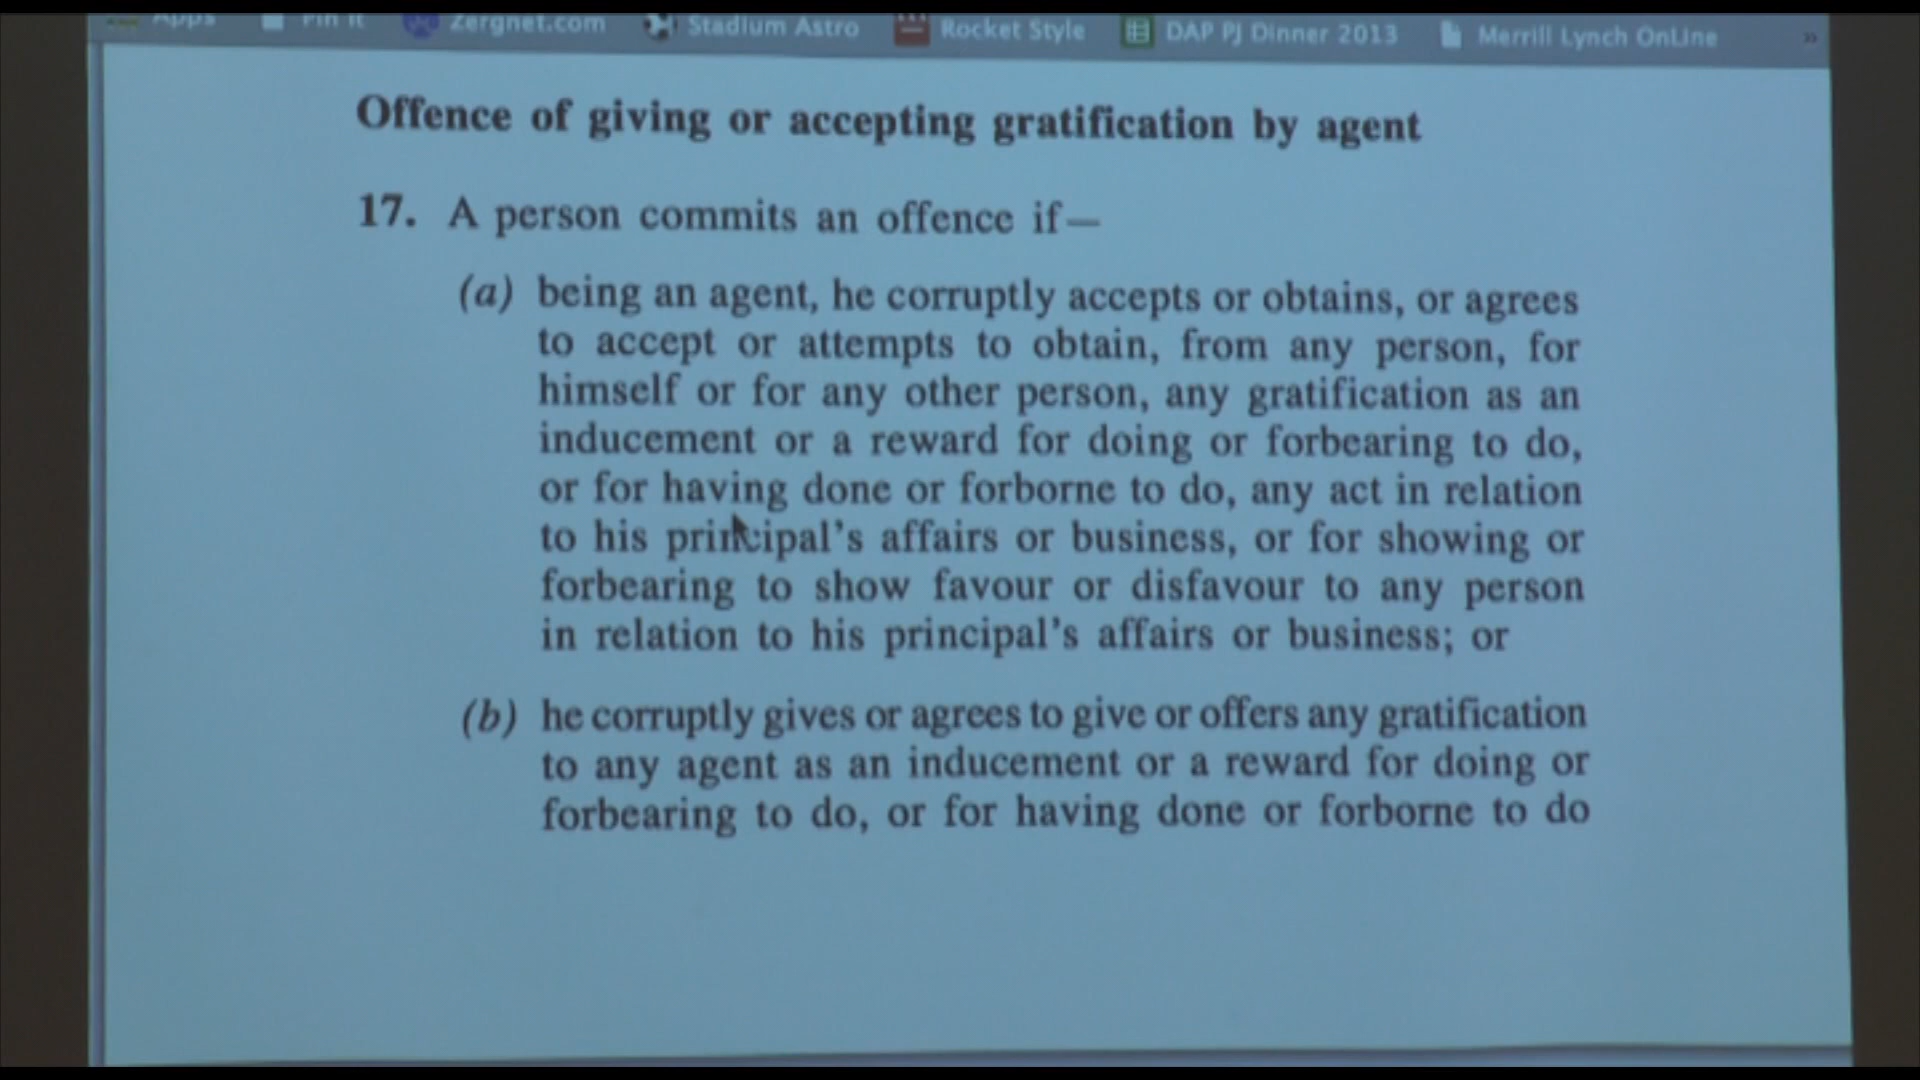 Apps Pin It Zergnet.com Stadium Astro Rocket Style DAP PJ Dinner 2013 Merrill Lynch OnLine »
Offence of giving or accepting gratification by agent
17. A person commits an offence if—
(a) being an agent, he corruptly accepts or obtains, or agrees
to accept or attempts to obtain, from any person, for
himself or for any other person, any gratification as an
inducement or a reward for doing or forbearing to do,
or for having done or forborne to do, any act in relation
to his principal's affairs or business, or for showing or
forbearing to show favour or disfavour to any person
in relation to his principal's affairs or business; or
(b) he corruptly gives or agrees to give or offers any gratification
to any agent as an inducement or a reward for doing or
forbearing to do, or for having done or forborne to do